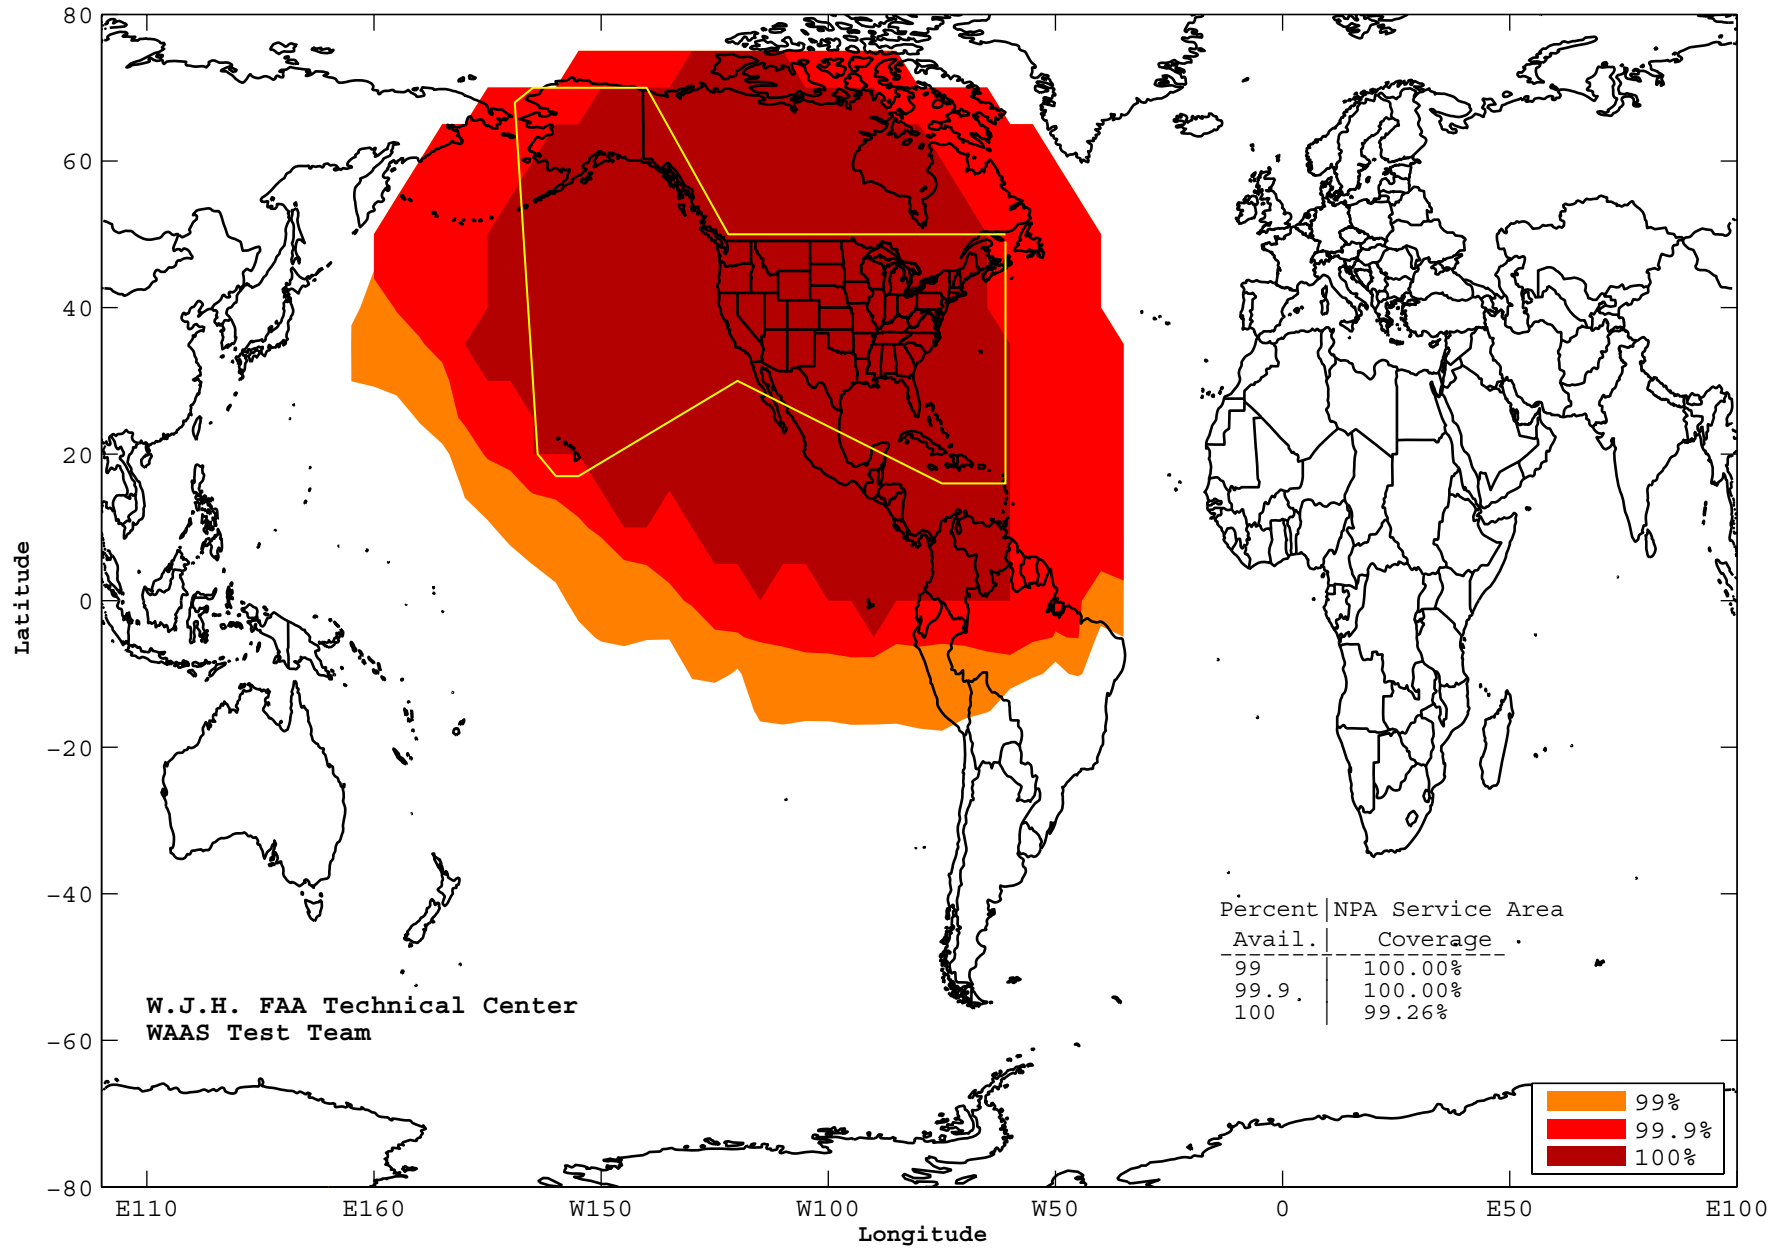 80
60
40
20
0
-20
-40
-60
-80
Latitude
E110 E160 W150 W100 W50 0 E50 E100
Longitude
W.J.H. FAA Technical Center
WAAS Test Team
Percent|NPA Service Area
Avail.| Coverage
--------------------
99 | 100.00%
99.9 | 100.00%
100 | 99.26%
99%
99.9%
100%